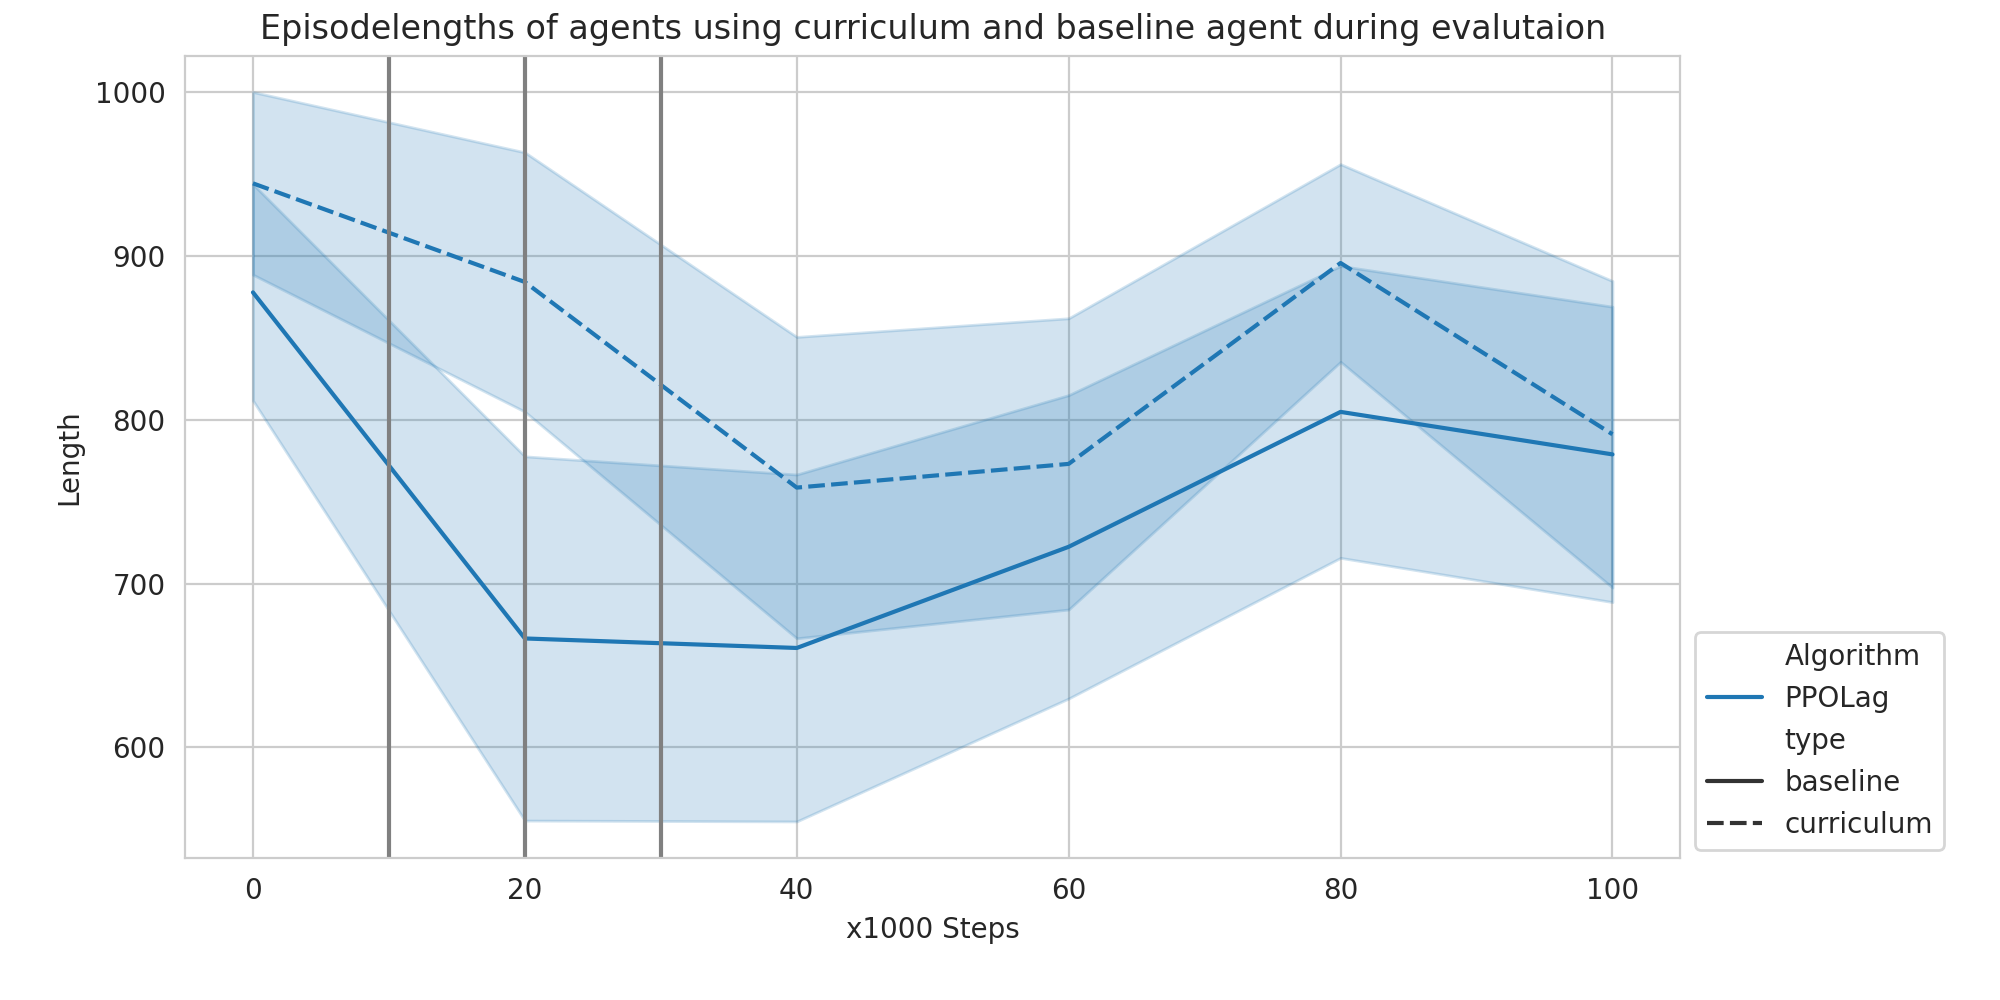 Episodelengths of agents using curriculum and baseline agent during evalutaion
1000
900
800
700
600
Length
0 20 40 60 80 100
x1000 Steps
Algorithm
PPOLag
type
baseline
curriculum